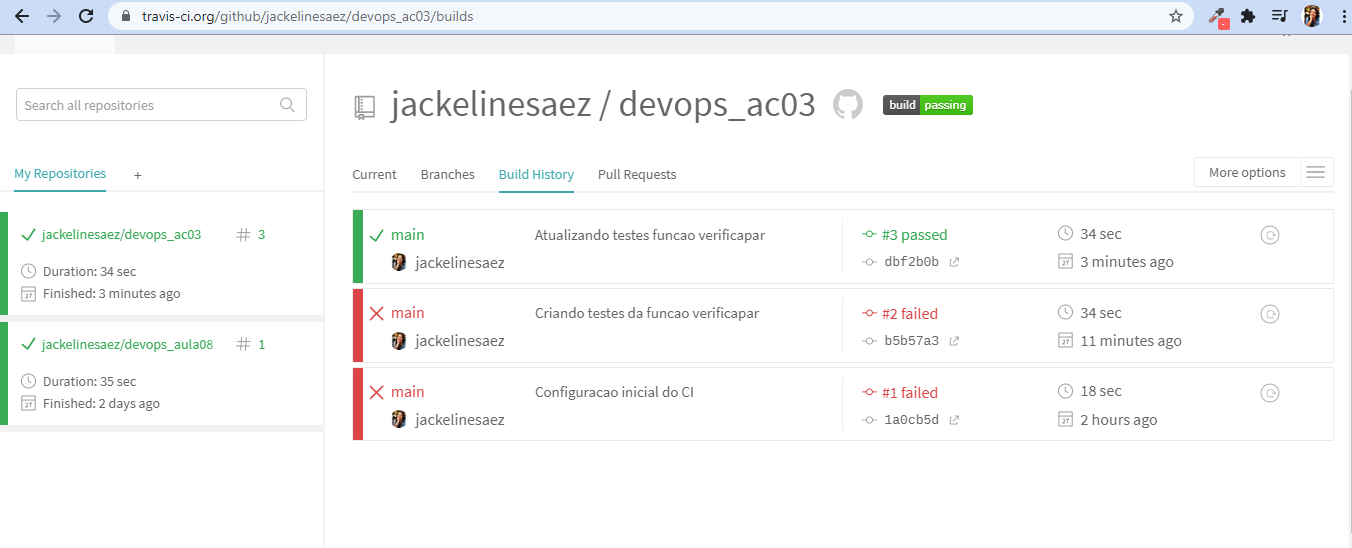 travis-ci.org/github/jackelinesaez/devops_ac03/builds
Search all repositories
My Repositories +
jackelinesaez/devops_ac03 # 3
Duration: 34 sec
Finished: 3 minutes ago
jackelinesaez/devops_aula08 # 1
Duration: 35 sec
Finished: 2 days ago
jackelinesaez / devops_ac03 build passing
Current Branches Build History Pull Requests More options
main Atualizando testes funcao verificapar #3 passed 34 sec
jackelinesaez dbf2b0b 3 minutes ago
main Criando testes da funcao verificapar #2 failed 34 sec
jackelinesaez b5b57a3 11 minutes ago
main Configuracao inicial do CI #1 failed 18 sec
jackelinesaez 1a0cb5d 2 hours ago